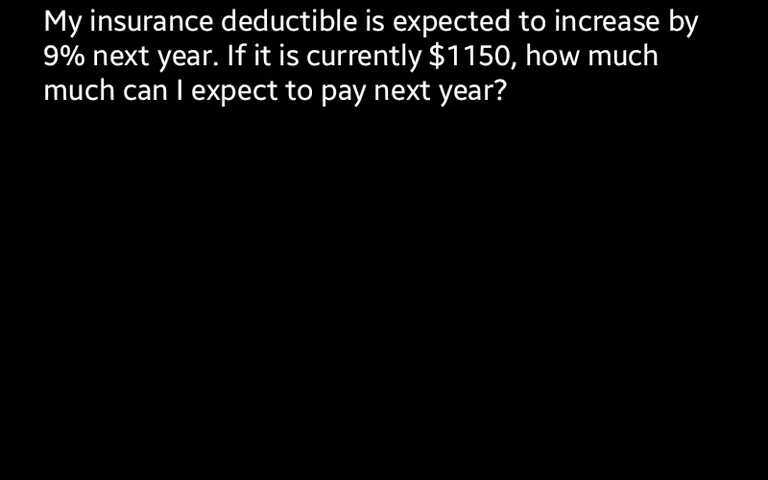 My insurance deductible is expected to increase by
9% next year. If it is currently $1150, how much
much can I expect to pay next year?